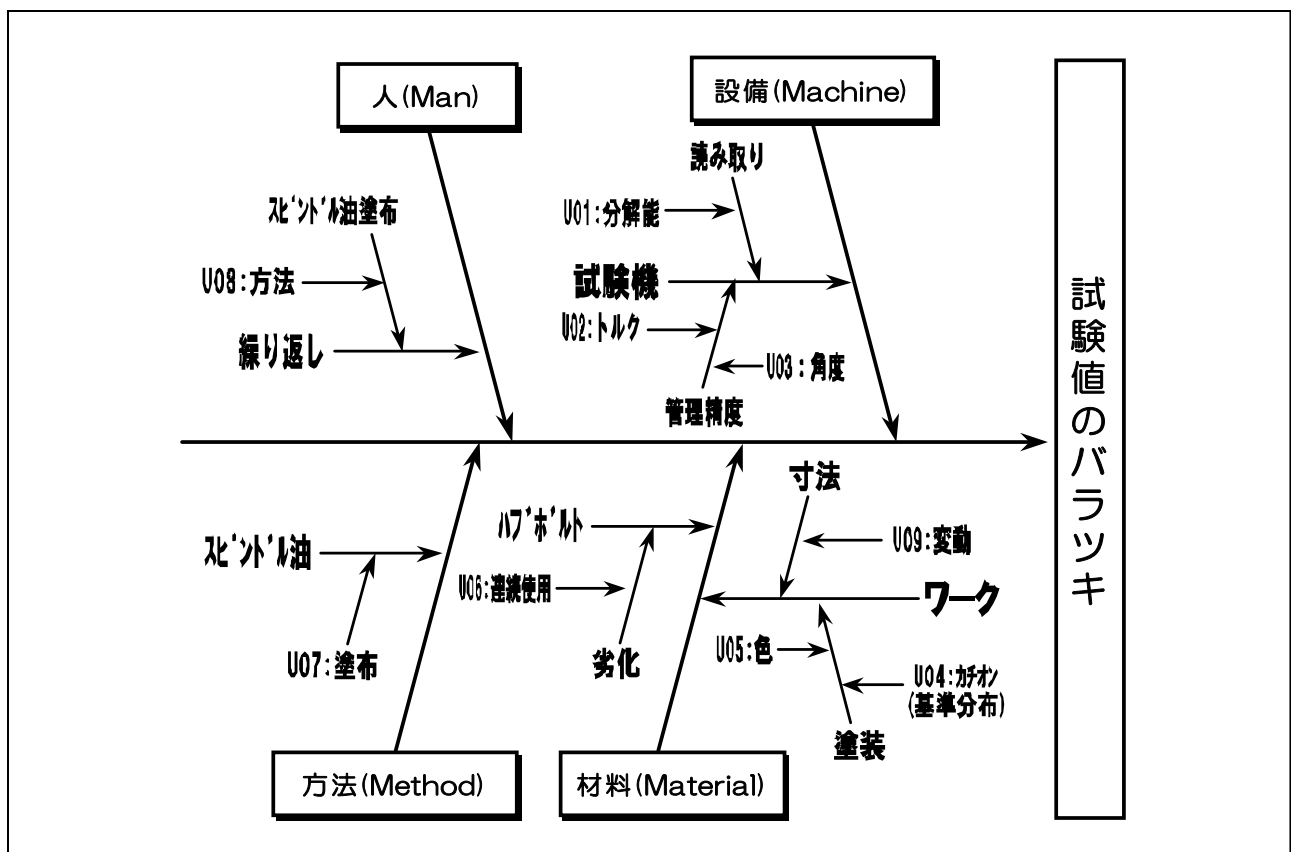 人(Man)
設備(Machine)
読み取り
スピンドル油塗布
U01:分解能
U08:方法
試験機
U02:トルク
繰り返し
U03:角度
管理精度
試験値のバラツキ
寸法
ハブボルト
U09:変動
スピンドル油
U06:連続使用
ワーク
U05:色
U07:塗布
劣化
U04:カチオン
(基準分布)
塗装
方法(Method)
材料(Material)